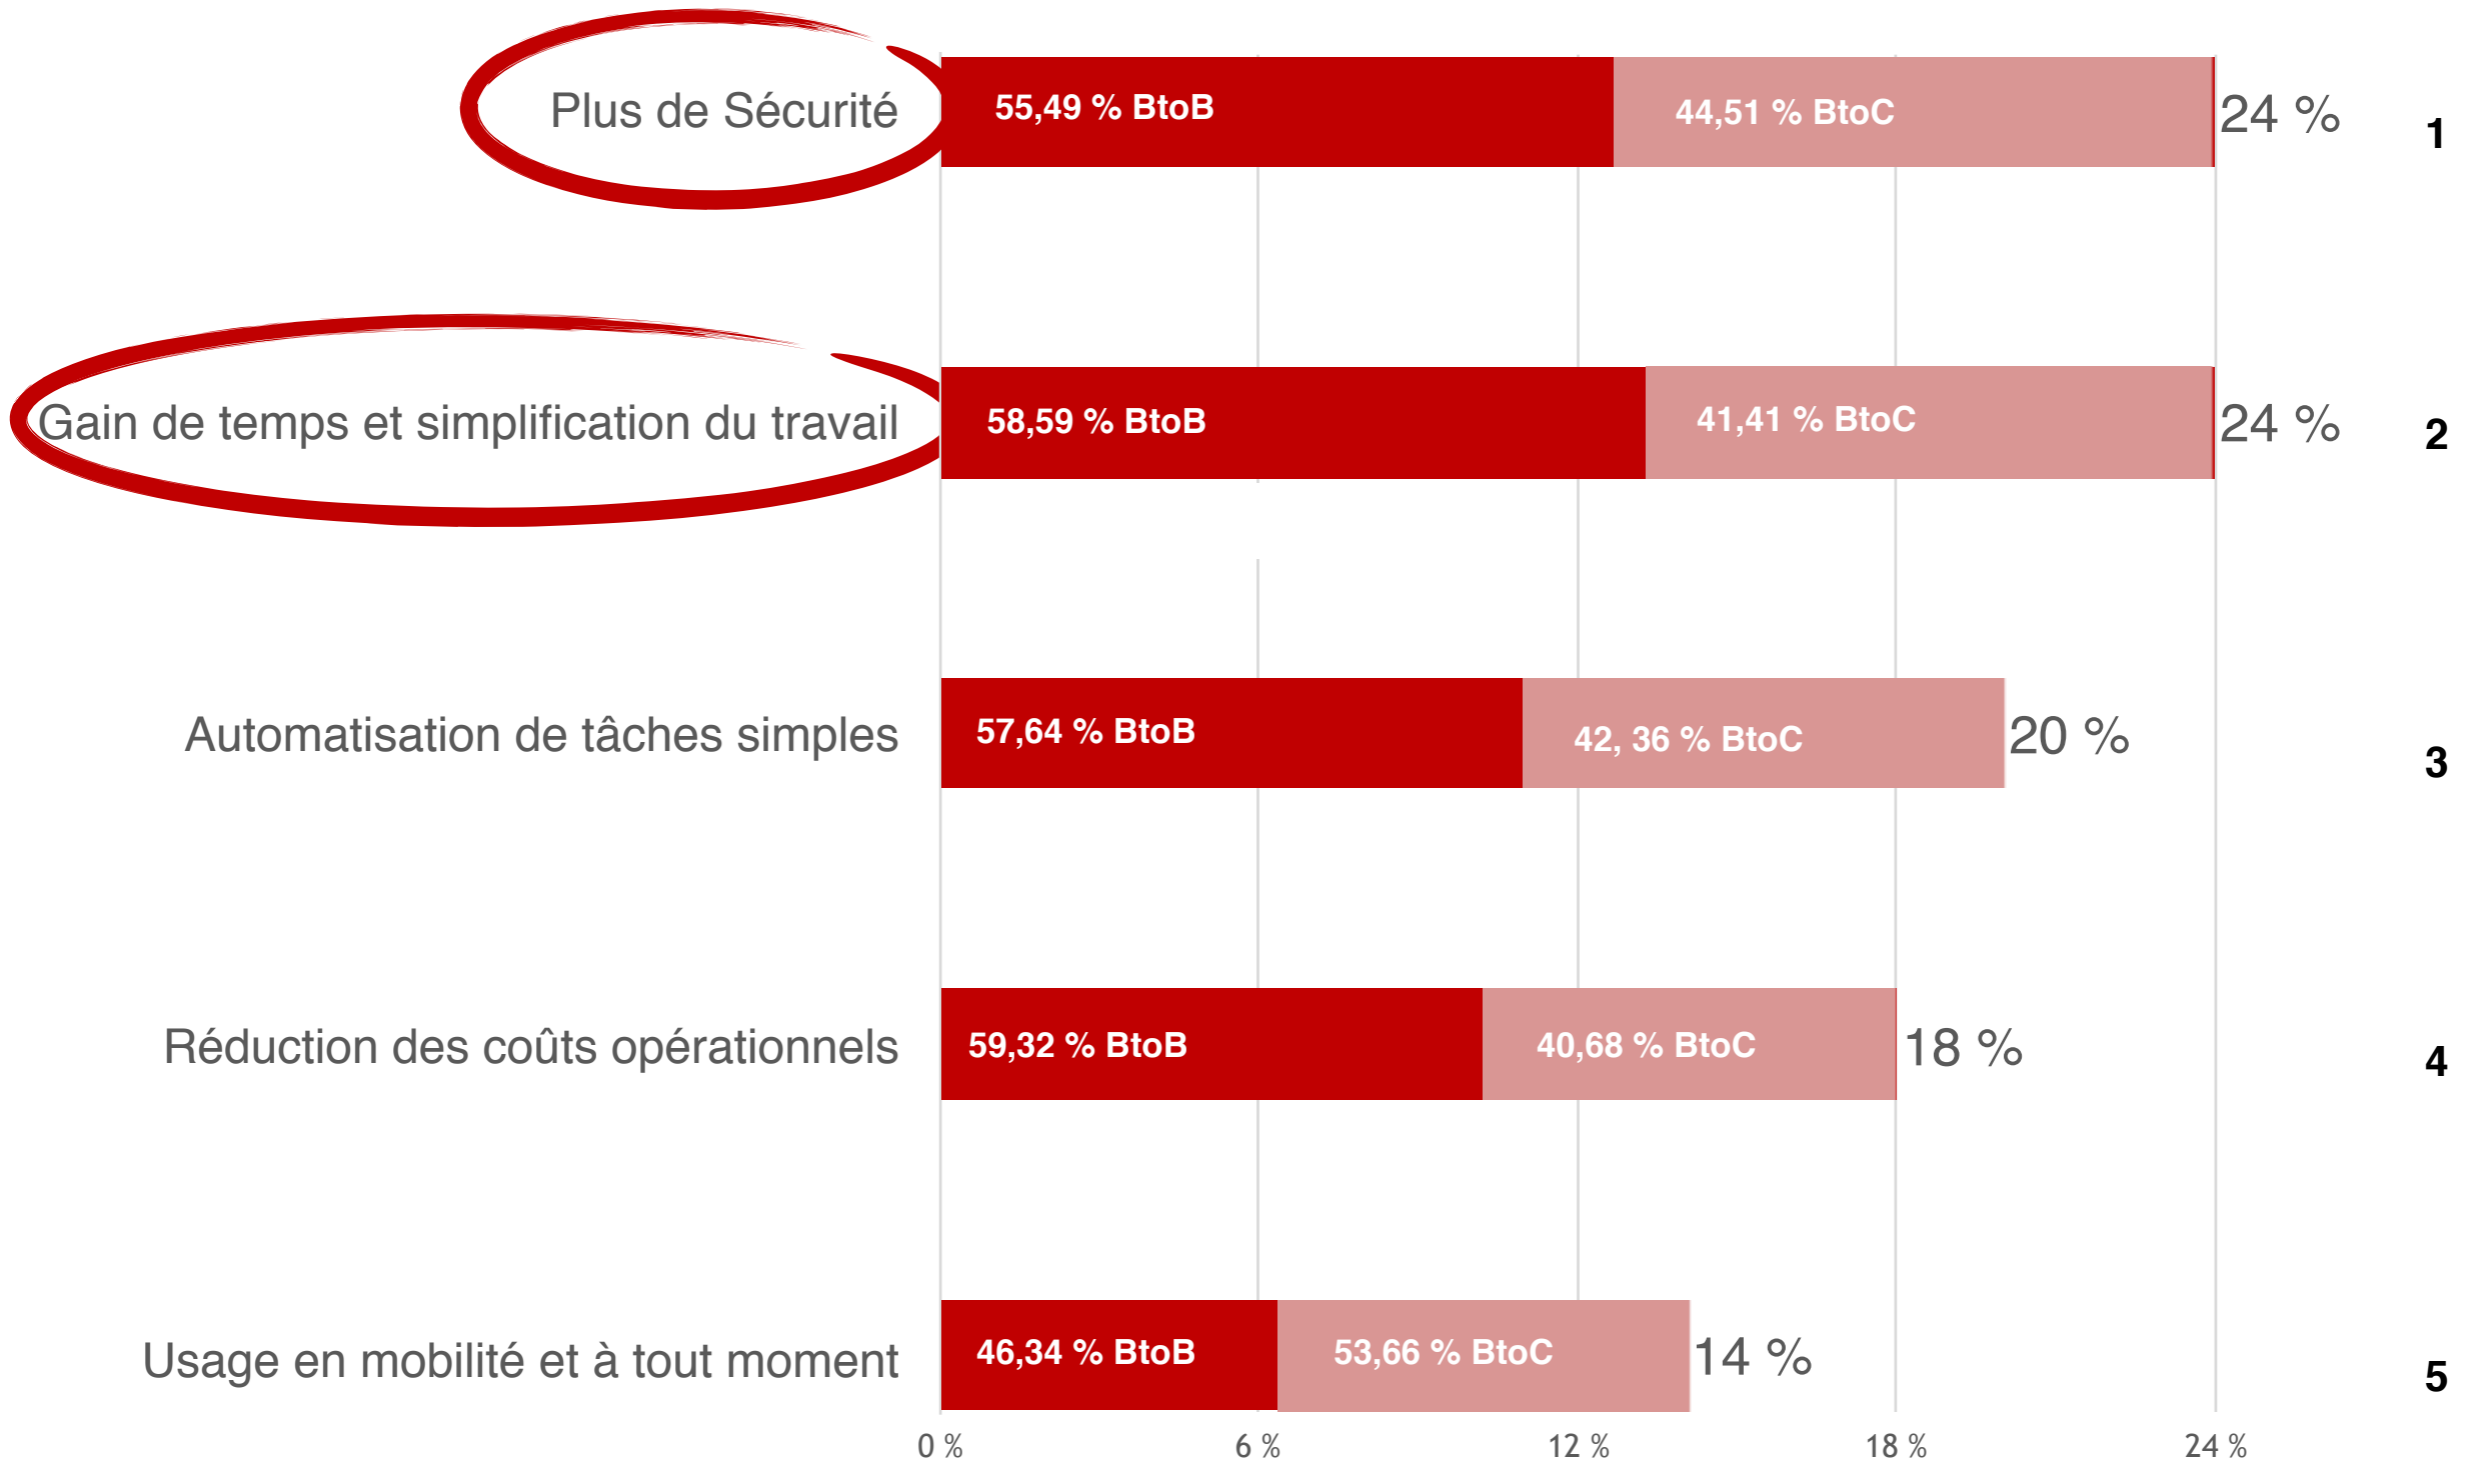 Plus de Sécurité
55,49 % BtoB
44,51 % BtoC
24 %
1
Gain de temps et simplification du travail
58,59 % BtoB
41,41 % BtoC
24 %
2
Automatisation de tâches simples
57,64 % BtoB
42, 36 % BtoC
20 %
3
Réduction des coûts opérationnels
59,32 % BtoB
40,68 % BtoC
18 %
4
Usage en mobilité et à tout moment
46,34 % BtoB
53,66 % BtoC
14 %
5
0 %
6 %
12 %
18 %
24 %